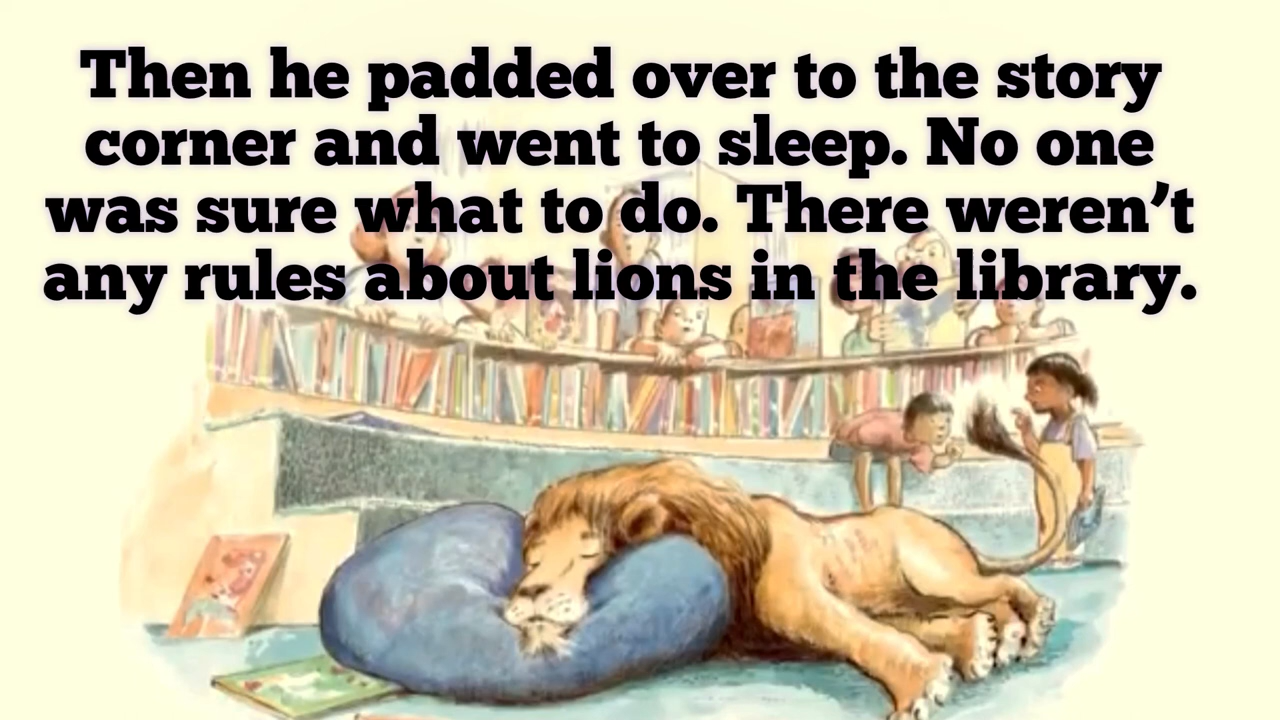 Then he padded over to the story
corner and went to sleep. No one
was sure what to do. There weren’t
any rules about lions in the library.